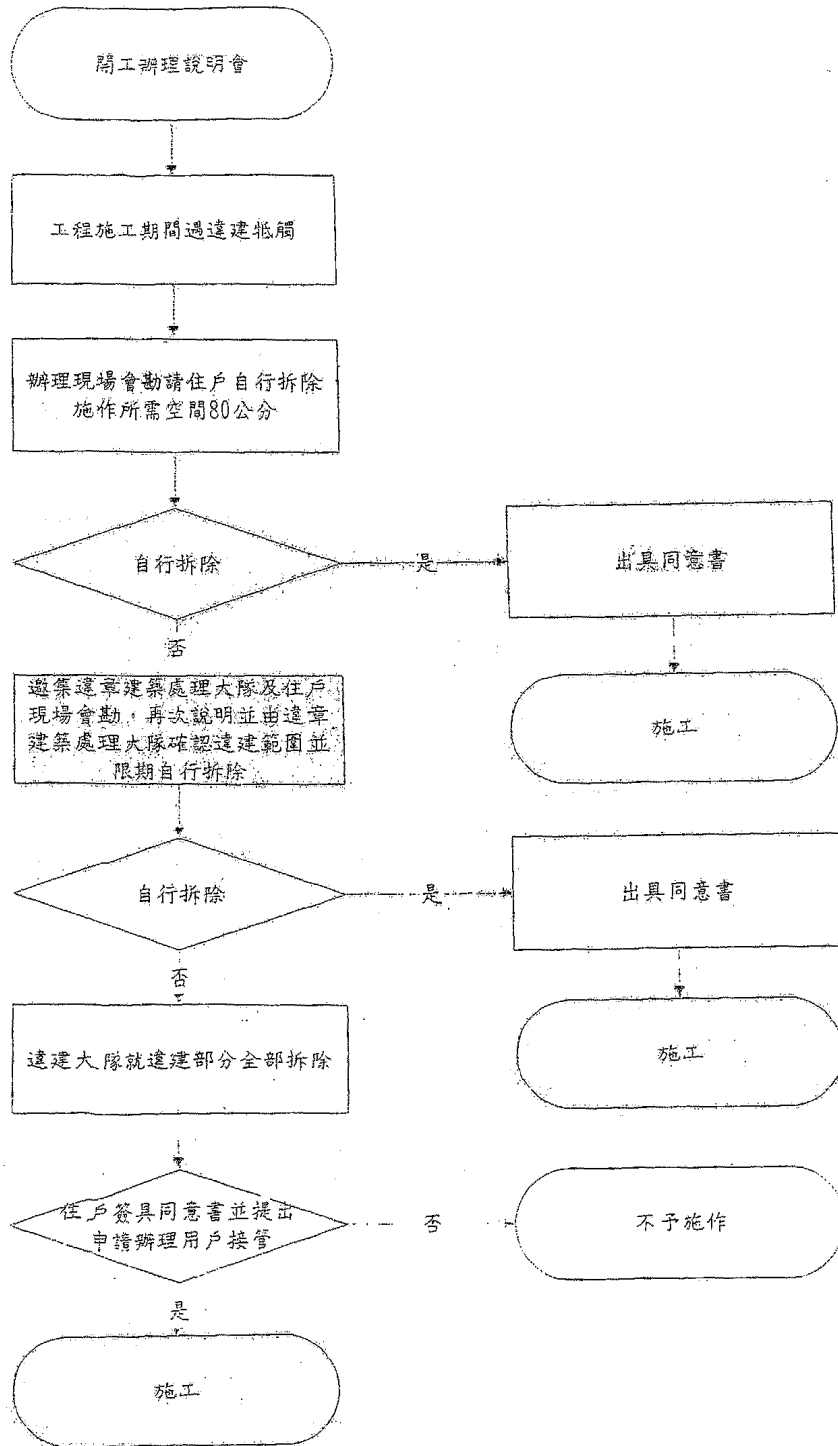 開工辦理說明會
工程施工期間遇違建牴觸
辦理現場會勘請住戶自行拆除
施作所需空間80公分
自行拆除
是
出具同意書
否
施工
邀集違章建築處理大隊及住戶
現場會勘，再次說明並由違章
建築處理大隊確認違建範圍並
限期自行拆除
自行拆除
是
出具同意書
否
施工
違建大隊就違建部分全部拆除
住戶簽具同意書並提出
申請辦理用戶接管
否
不予施作
是
施工